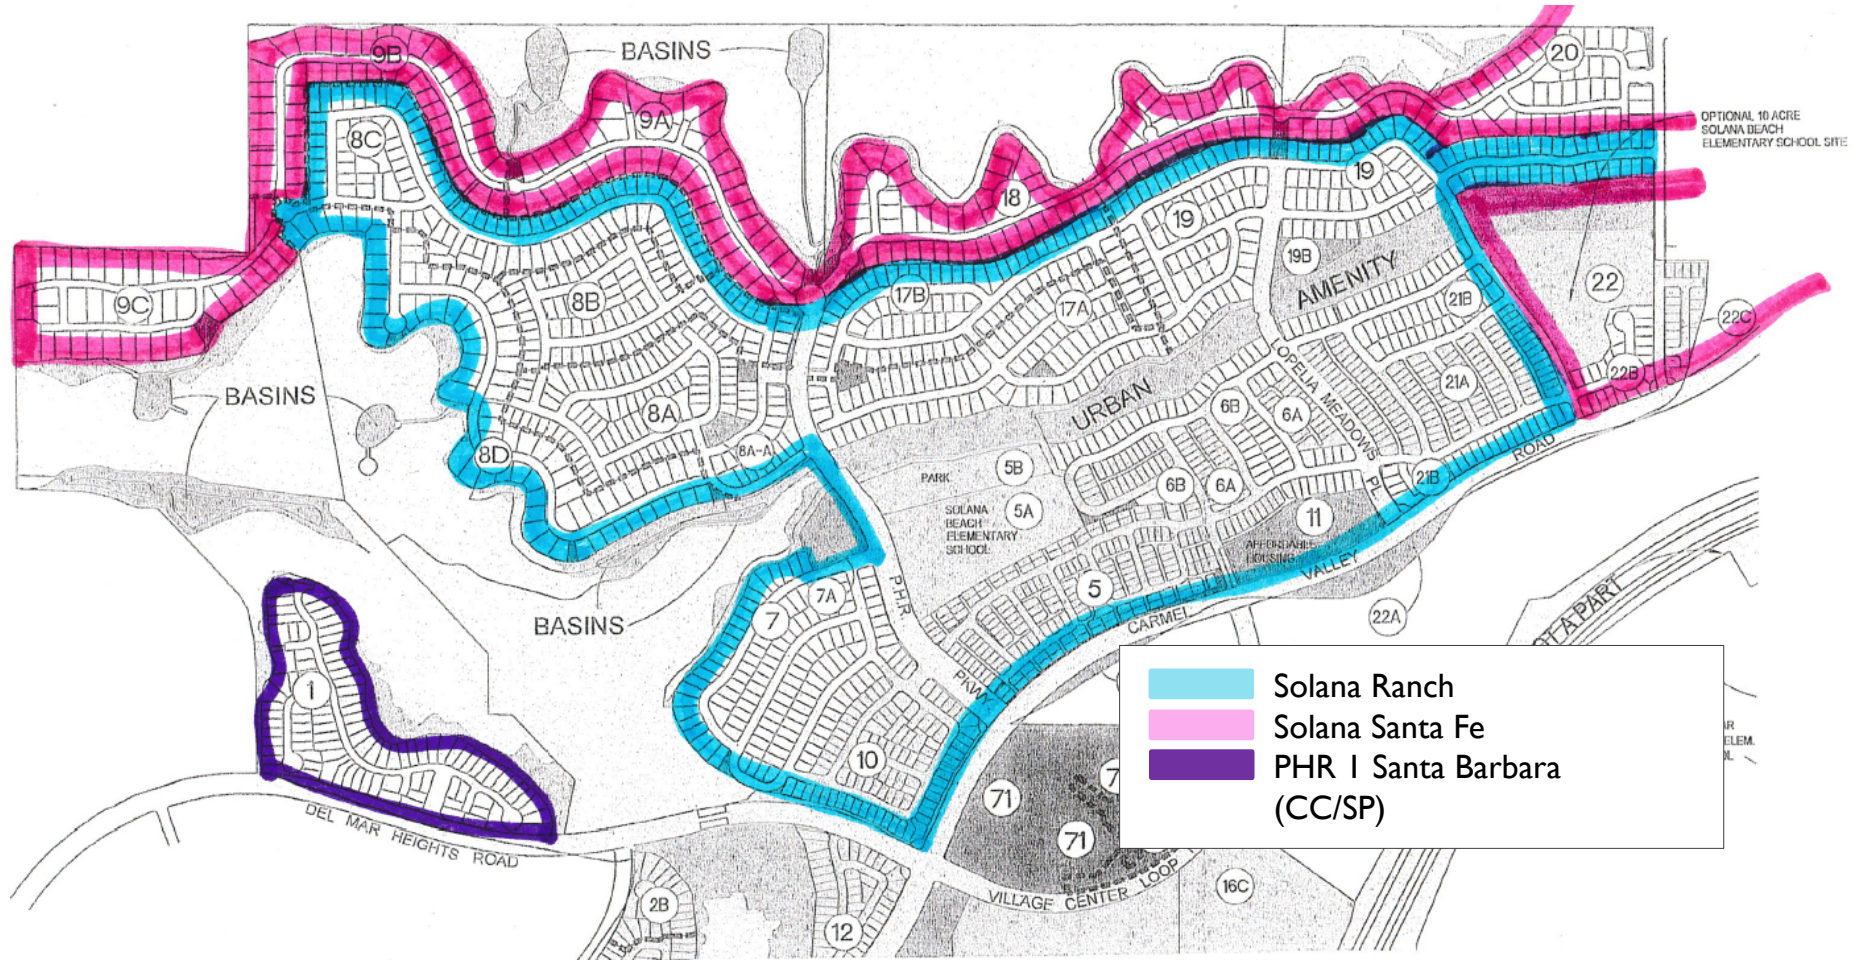 BASINS
9B
20
9A
8C
OPTIONAL 10 ACRE
SOLANA BEACH
ELEMENTARY SCHOOL SITE
19
18
19
19B
AMENITY
22
9C
8B
17B
17A
21B
22C
OPELIA MEADOWS
PL
22B
21A
BASINS
8A
URBAN
6B
6A
8D
8A-A
ROAD
PARK
5B
21B
6B
6A
SOLANA
BEACH
ELEMENTARY
SCHOOL
5A
11
AFFORDABLE
HOUSING
VALLEY
5
PHR
7A
7
BASINS
CARMEL
22A
1
PKWY
10
71
71
DEL MAR HEIGHTS ROAD
VILLAGE CENTER LOOP
16C
2B
12
Solana Ranch
Solana Santa Fe
PHR 1 Santa Barbara
(CC/SP)